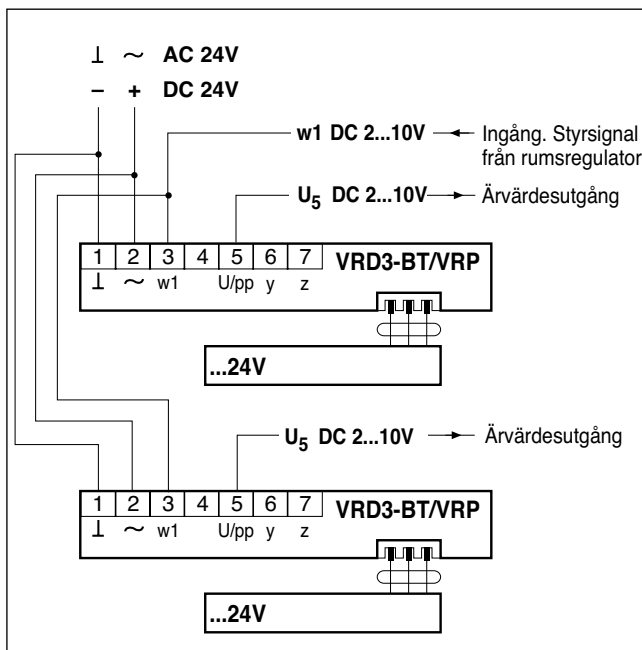 ⊥ ~ AC 24V
– + DC 24V
w1 DC 2...10V Ingång. Styrsignal
från rumsregulator
U5 DC 2...10V Ärvärdesutgång
1 2 3 4 5 6 7 VRD3-BT/VRP
⊥ ~ w1 U/pp y z
...24V
U5 DC 2...10V Ärvärdesutgång
1 2 3 4 5 6 7 VRD3-BT/VRP
⊥ ~ w1 U/pp y z
...24V